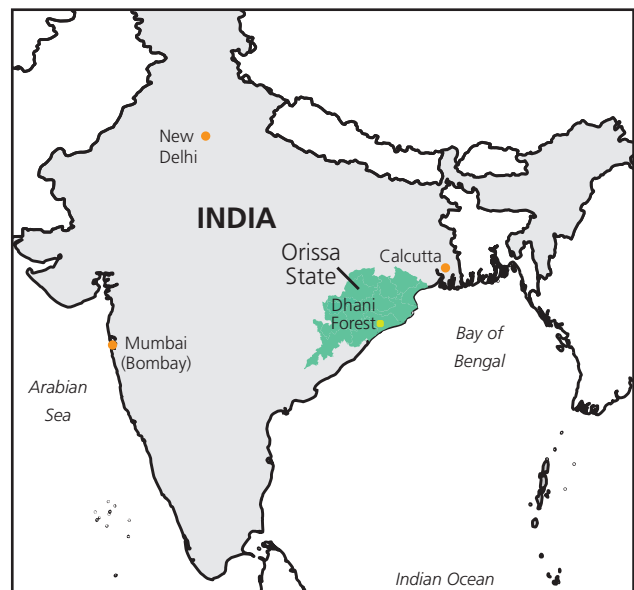 New
Delhi
INDIA
Orissa
State
Calcutta
Dhani
Forest
Bay of
Bengal
Mumbai
(Bombay)
Arabian
Sea
Indian Ocean